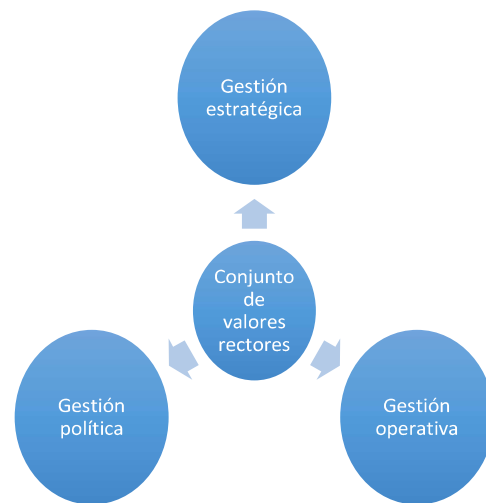 Gestión
estratégica
Conjunto
de
valores
rectores
Gestión
política
Gestión
operativa